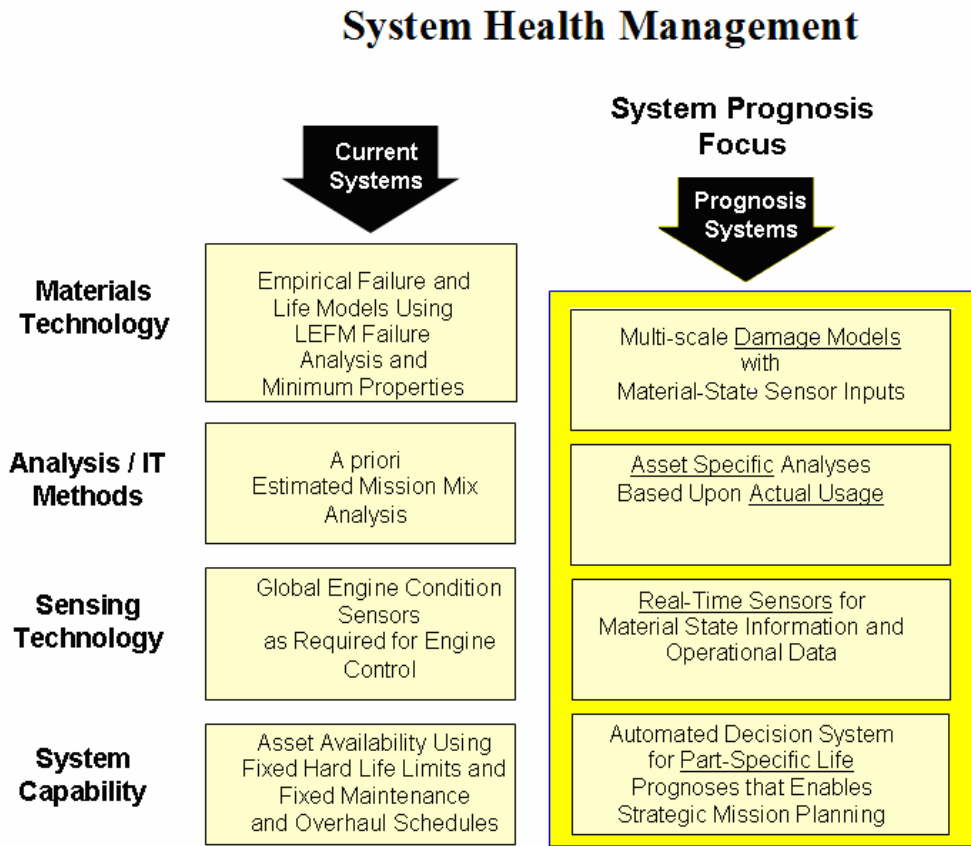 System Health Management
System Prognosis
Focus
Current
Systems
Prognosis
Systems
Materials
Technology
Empirical Failure and
Life Models Using
LEFM Failure
Analysis and
Minimum Properties
Multi-scale Damage Models
with
Material-State Sensor Inputs
Analysis / IT
Methods
A priori
Estimated Mission Mix
Analysis
Asset Specific Analyses
Based Upon Actual Usage
Sensing
Technology
Global Engine Condition
Sensors
as Required for Engine
Control
Real-Time Sensors for
Material State Information and
Operational Data
System
Capability
Asset Availability Using
Fixed Hard Life Limits and
Fixed Maintenance
and Overhaul Schedules
Automated Decision System
for Part-Specific Life
Prognoses that Enables
Strategic Mission Planning